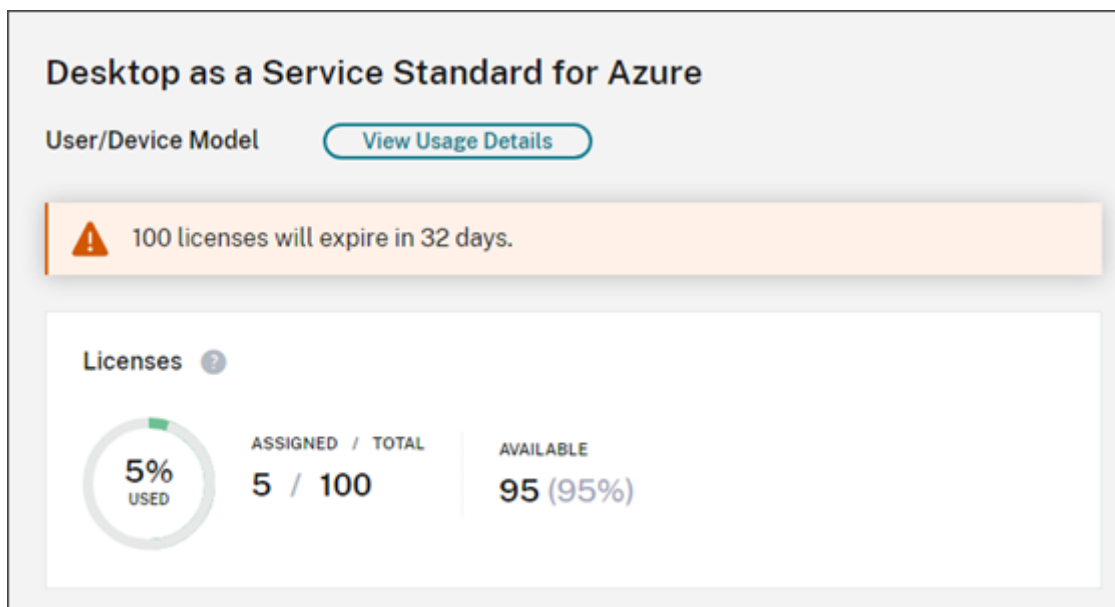 Desktop as a Service Standard for Azure
User/Device Model
View Usage Details
100 licenses will expire in 32 days.
Licenses ?
5%
USED
ASSIGNED / TOTAL
5 / 100
AVAILABLE
95 (95%)